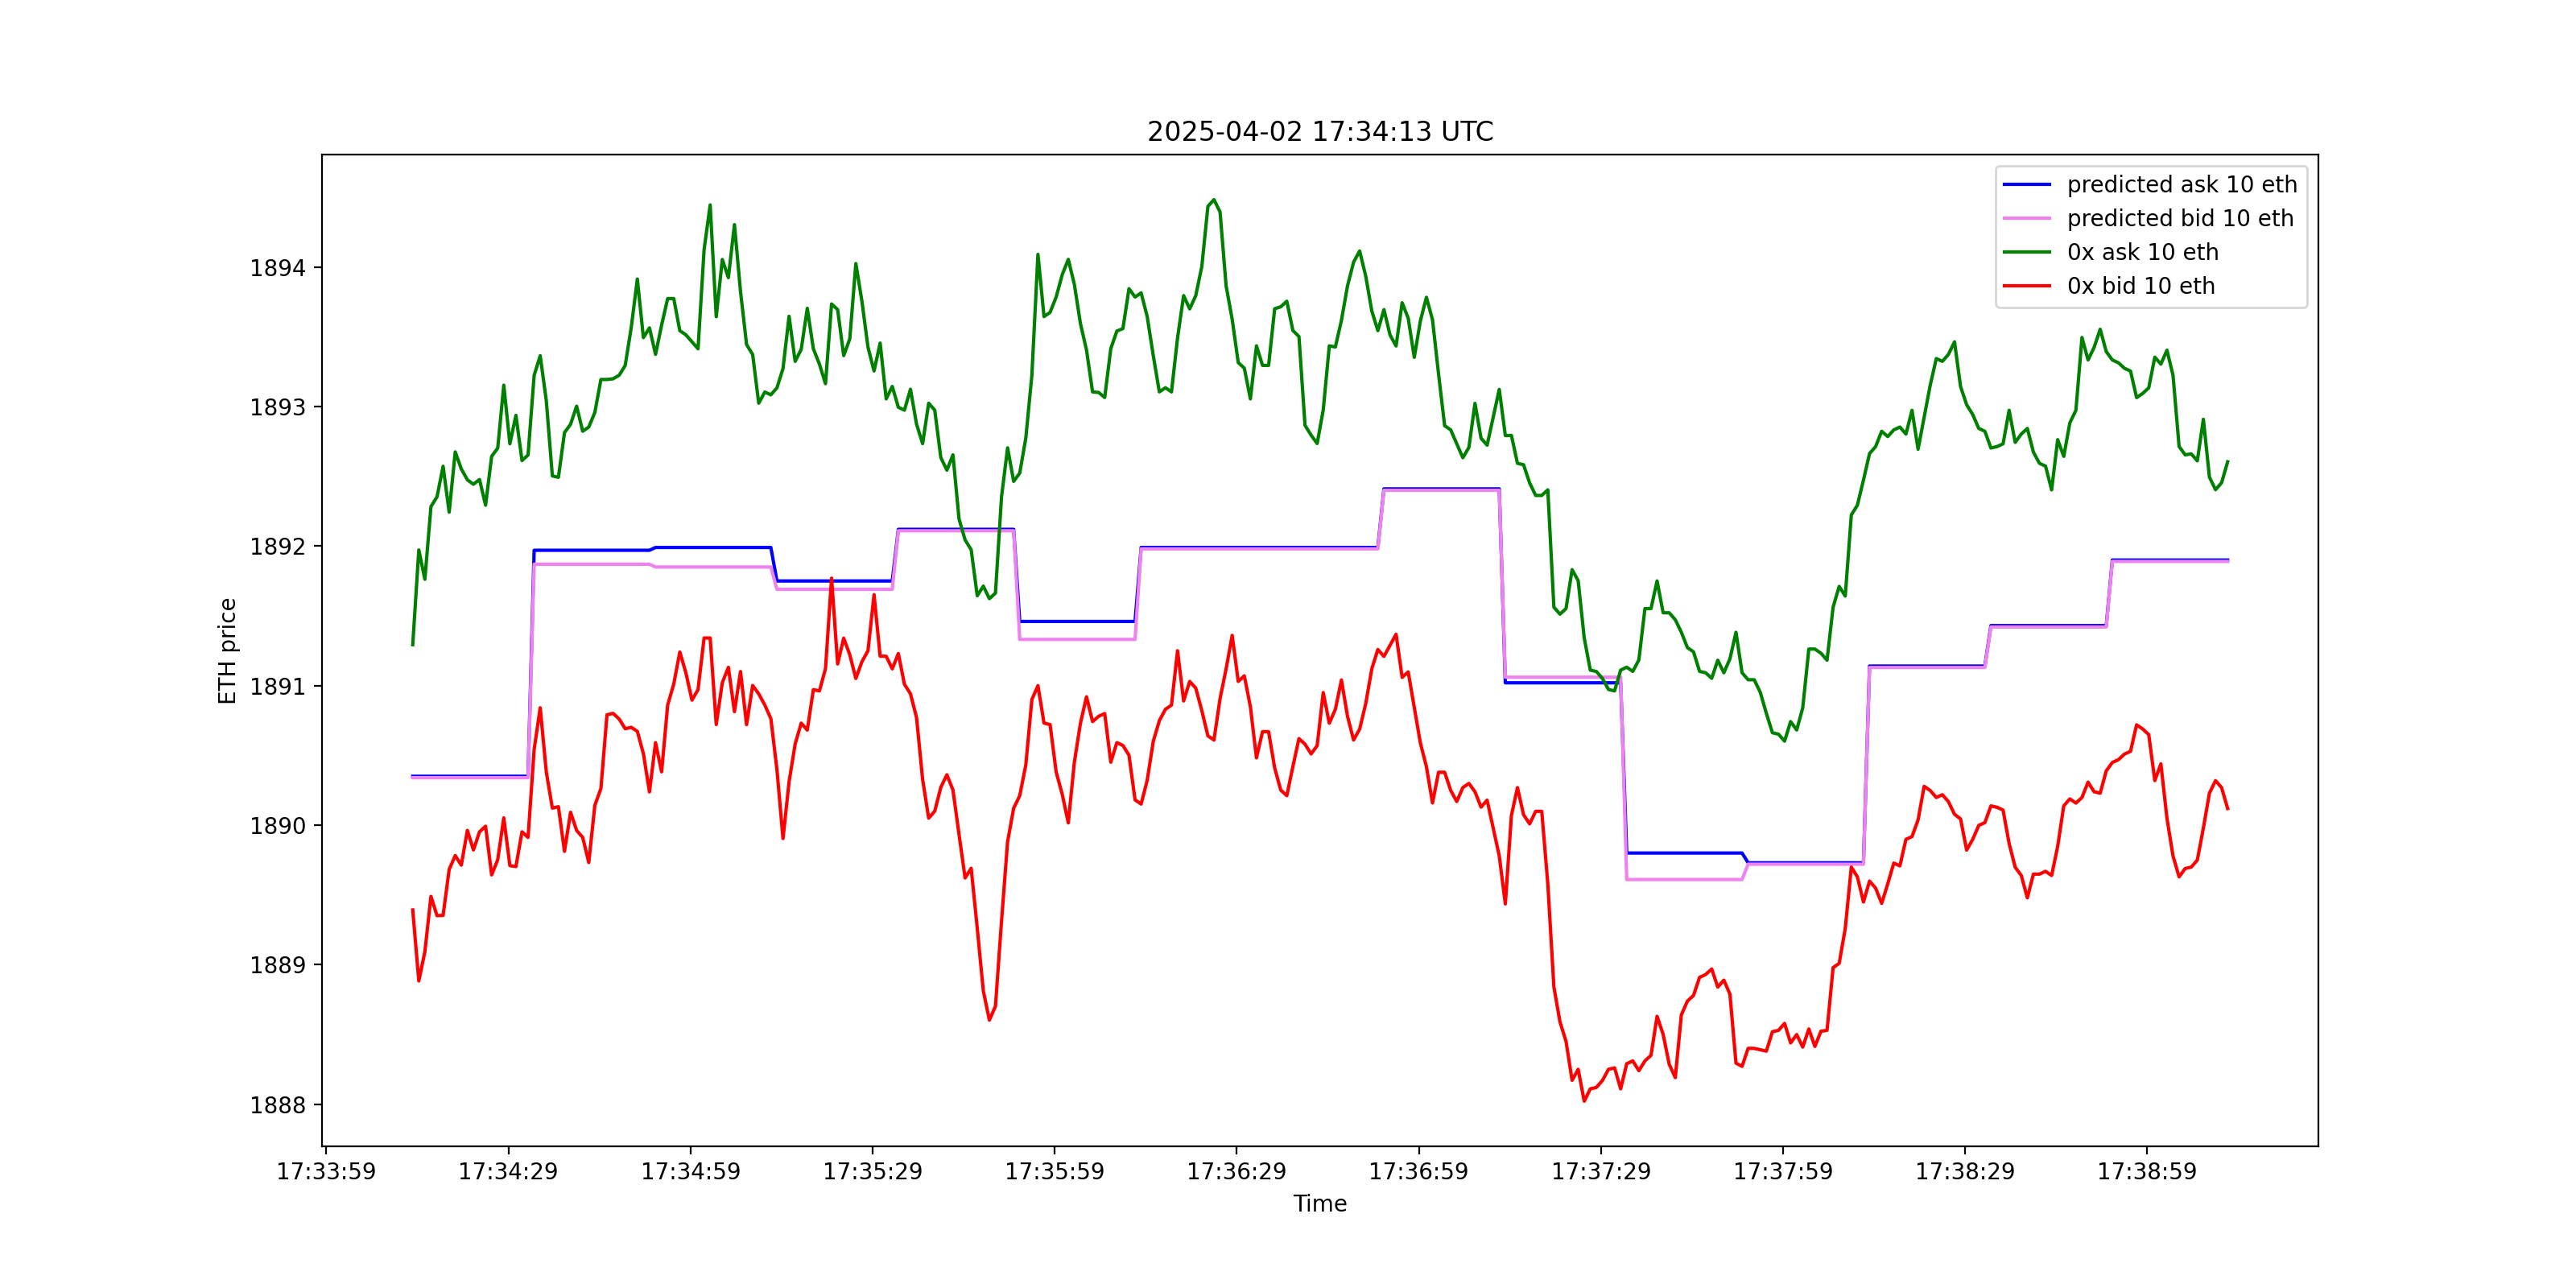 2025-04-02 17:34:13 UTC
predicted ask 10 eth
predicted bid 10 eth
0x ask 10 eth
0x bid 10 eth
ETH price
1894
1893
1892
1891
1890
1889
1888
17:33:59 17:34:29 17:34:59 17:35:29 17:35:59 17:36:29 17:36:59 17:37:29 17:37:59 17:38:29 17:38:59
Time